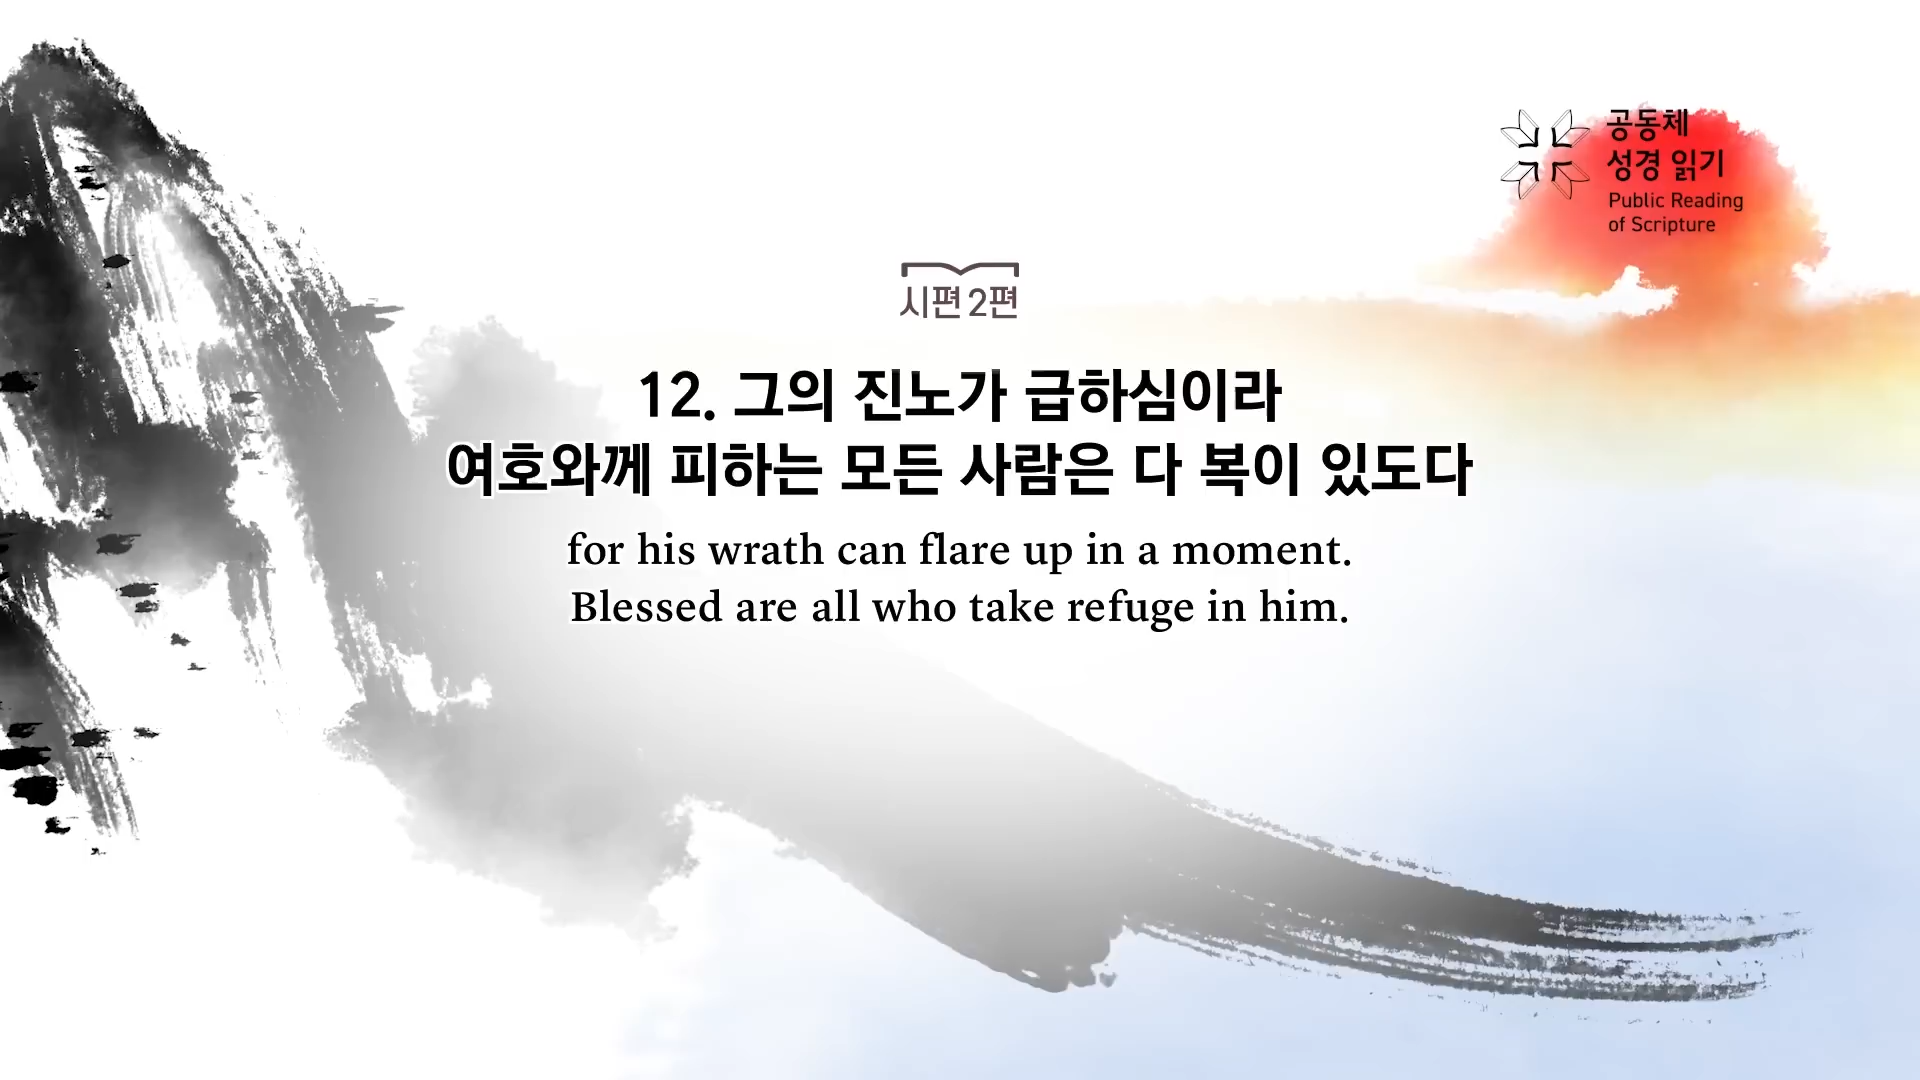 공동체
성경 읽기
Public Reading
of Scripture
시편 2편
12. 그의 진노가 급하심이라
여호와께 피하는 모든 사람은 다 복이 있도다
for his wrath can flare up in a moment.
Blessed are all who take refuge in him.